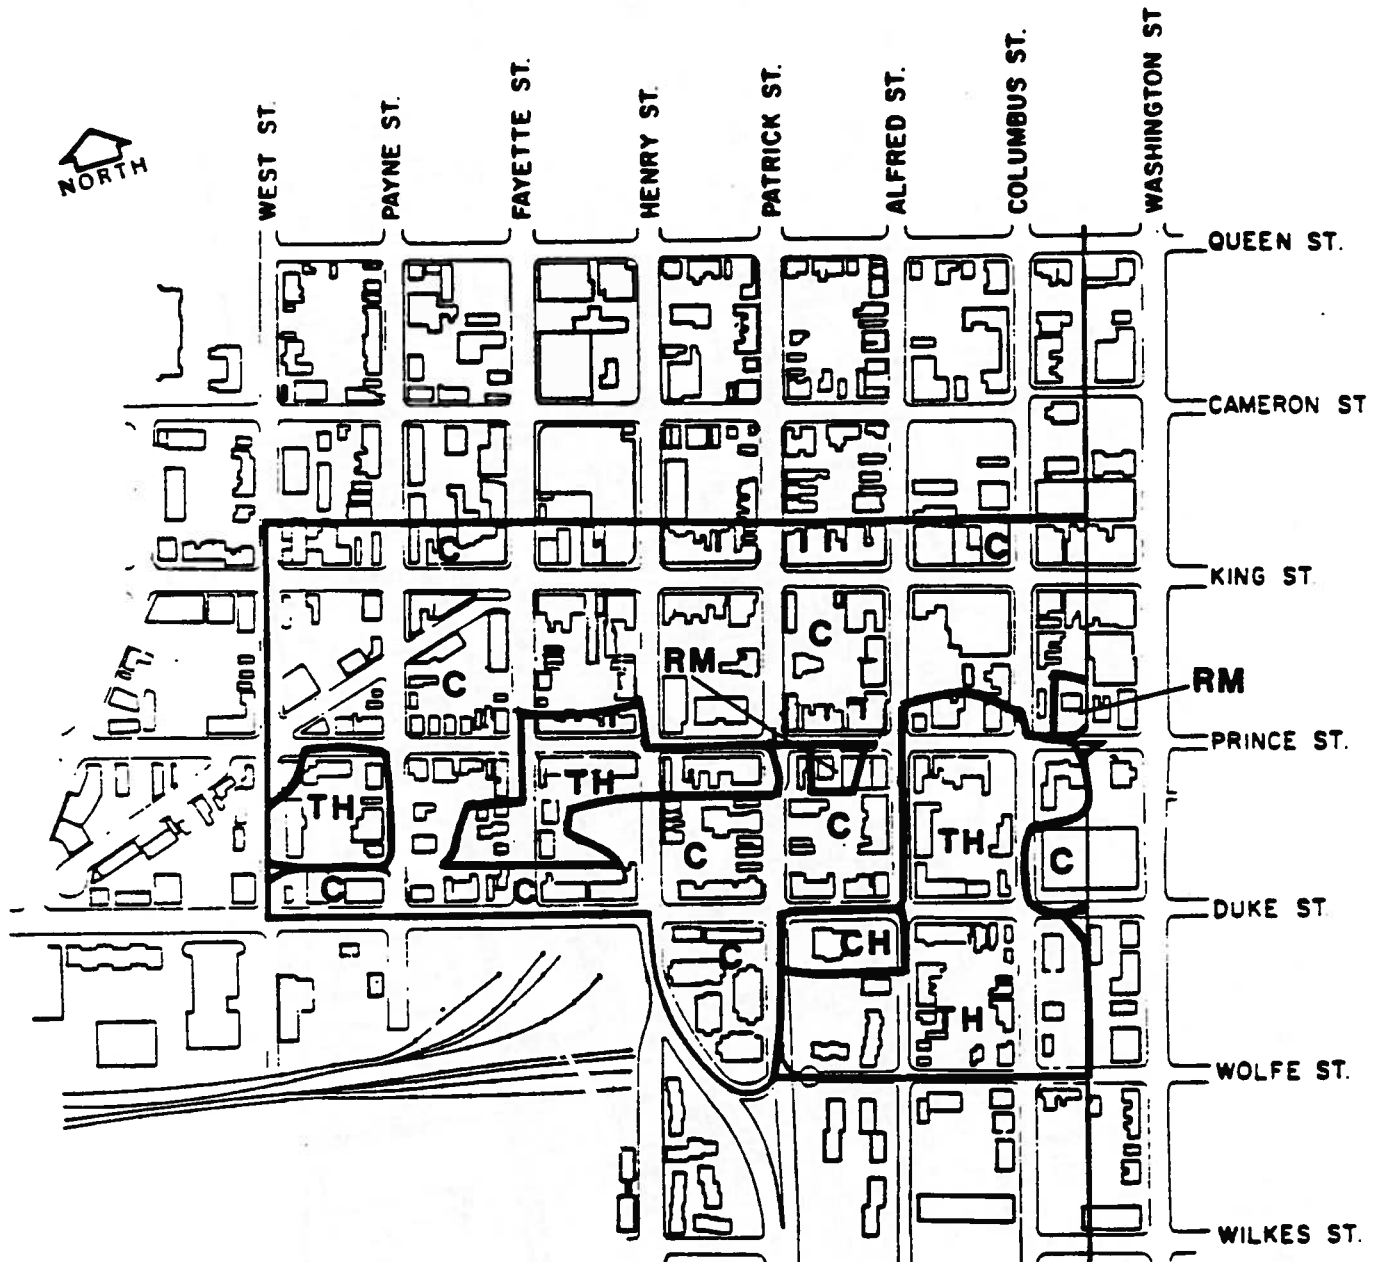 WEST ST.
PAYNE ST.
FAYETTE ST.
HENRY ST.
PATRICK ST.
ALFRED ST.
COLUMBUS ST.
WASHINGTON ST
NORTH
QUEEN ST.
CAMERON ST
C
C
KING ST.
C
RM
C
RM
PRINCE ST.
TH
TH
C
C
TH
C
C
C
DUKE ST.
C
CH
TH
WOLFE ST.
WILKES ST.